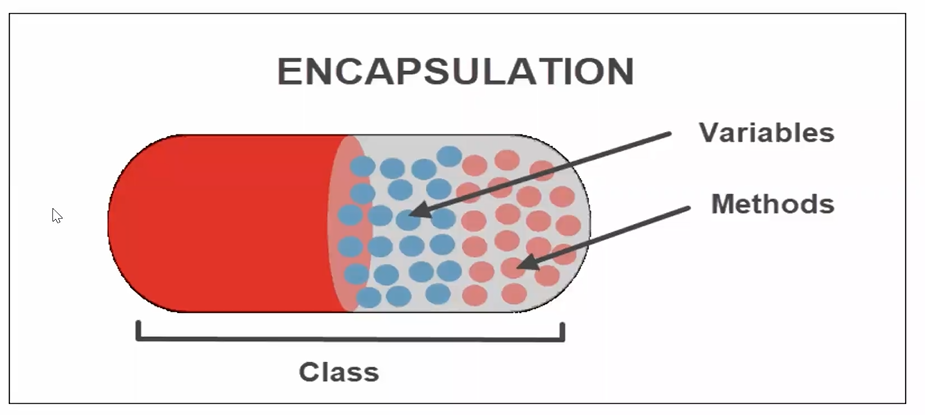 ENCAPSULATION
Variables
Methods
Class